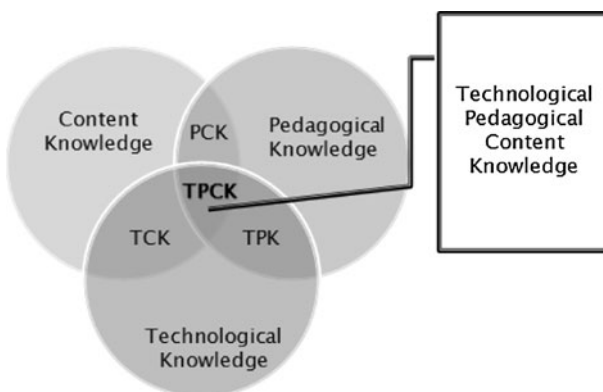 Content
Knowledge
PCK
Pedagogical
Knowledge
TPCK
TCK
TPK
Technological
Knowledge
Technological
Pedagogical
Content
Knowledge